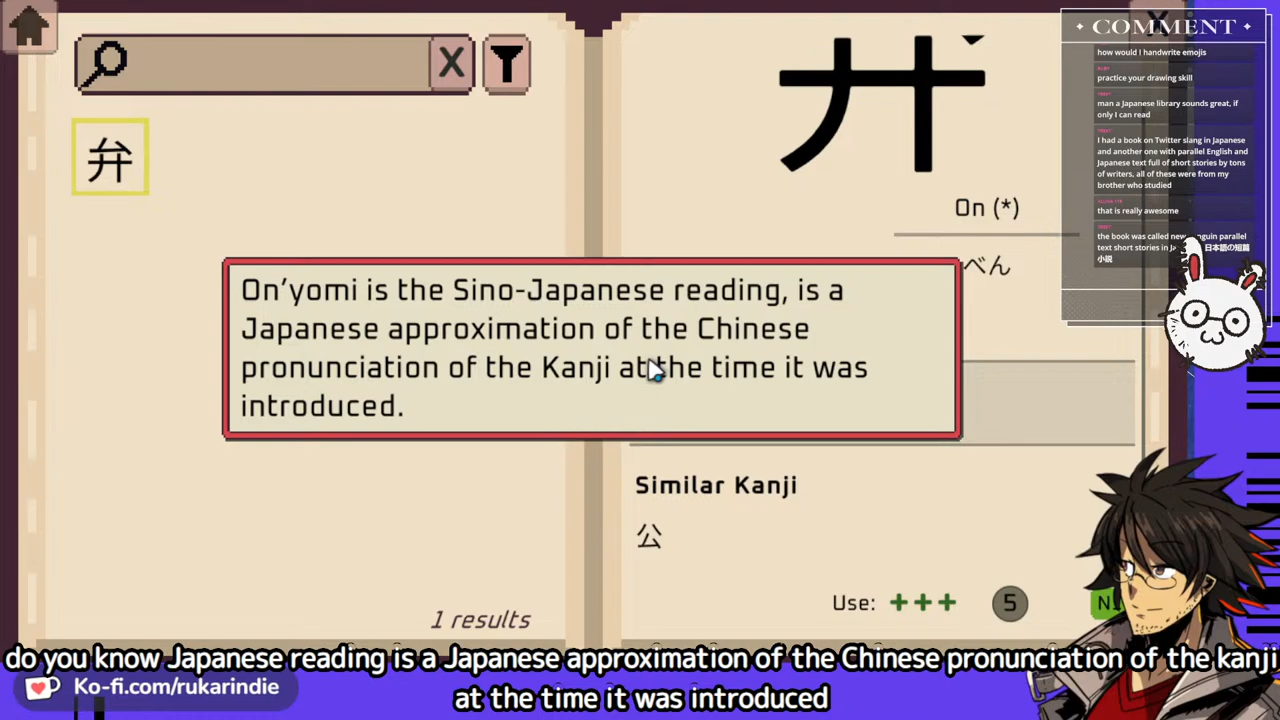 X
弁
弁
On (*)
べん
On'yomi is the Sino-Japanese reading, is a
Japanese approximation of the Chinese
pronunciation of the Kanji at the time it was
introduced.
Similar Kanji
公
Use: +++
5
N
1 results
COMMENT
how would I handwrite emojis
practice your drawing skill
man a Japanese library sounds great, if
only I can read
I had a book on Twitter slang in Japanese
and another one with parallel English and
Japanese text full of short stories by tons
of writers, all of these were from my
brother who studied
that is really awesome
the book was called new
text short stories in 日本語の短篇
小説
do you know Japanese reading is a Japanese approximation of the Chinese pronunciation of the kanji
at the time it was introduced
Ko-fi.com/rukarindie